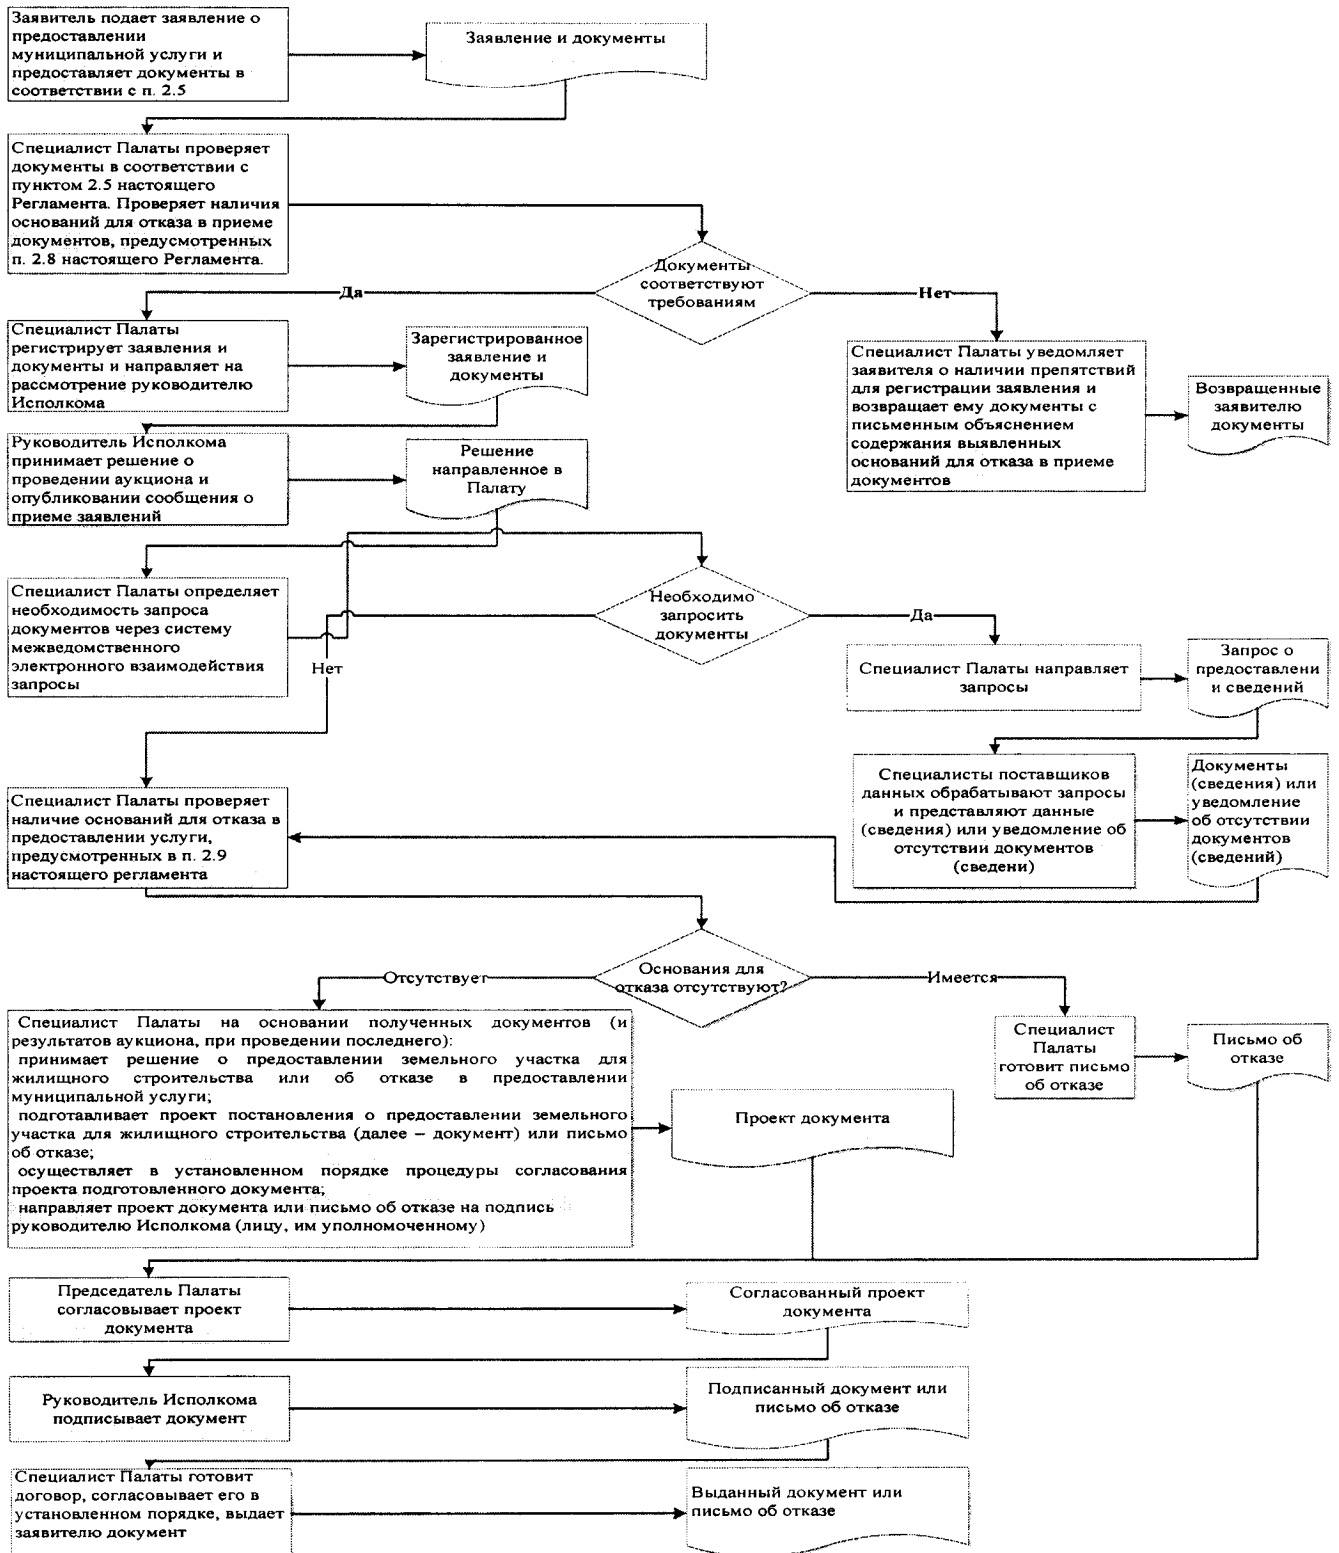 Заявитель подает заявление о
предоставлении
муниципальной услуги и
предоставляет документы в
соответствии с п. 2.5
Заявление и документы
Специалист Палаты проверяет
документы в соответствии с
пунктом 2.5 настоящего
Регламента. Проверяет наличия
оснований для отказа в приеме
документов, предусмотренных
п. 2.8 настоящего Регламента.
Документы
соответствуют
требованиям
Да
Нет
Специалист Палаты
регистрирует заявления и
документы и направляет на
рассмотрение руководителю
Исполкома
Зарегистрированное
заявление и
документы
Специалист Палаты уведомляет
заявителя о наличии препятствий
для регистрации заявления и
возвращает ему документы с
письменным объяснением
содержания выявленных
оснований для отказа в приеме
документов
Возвращенные
заявителю
документы
Руководитель Исполкома
принимает решение о
проведении аукциона и
опубликовании сообщения о
приеме заявлений
Решение
направленное в
Палату
Специалист Палаты определяет
необходимость запроса
документов через систему
межведомственного
электронного взаимодействия
запросы
Необходимо
запросить
документы
Да
Нет
Специалист Палаты направляет
запросы
Запрос о
предоставлени
и сведений
Специалисты поставщиков
данных обрабатывают запросы
и представляют данные
(сведения) или уведомление об
отсутствии документов
(сведени)
Документы
(сведения) или
уведомление
об отсутствии
документов
(сведений)
Специалист Палаты проверяет
наличие оснований для отказа в
предоставлении услуги,
предусмотренных в п. 2.9
настоящего регламента
Основания для
отказа отсутствуют?
Отсутствует
Имеется
Специалист Палаты на основании полученных документов (и
результатов аукциона, при проведении последнего):
принимает решение о предоставлении земельного участка для
жилищного строительства или об отказе в предоставлении
муниципальной услуги;
подготавливает проект постановления о предоставлении земельного
участка для жилищного строительства (далее – документ) или письмо
об отказе;
осуществляет в установленном порядке процедуры согласования
проекта подготовленного документа;
направляет проект документа или письмо об отказе на подпись
руководителю Исполкома (лицу, им уполномоченному)
Проект документа
Специалист
Палаты
готовит письмо
об отказе
Письмо об
отказе
Председатель Палаты
согласовывает проект
документа
Согласованный проект
документа
Руководитель Исполкома
подписывает документ
Подписанный документ или
письмо об отказе
Специалист Палаты готовит
договор, согласовывает его в
установленном порядке, выдает
заявителю документ
Выданный документ или
письмо об отказе